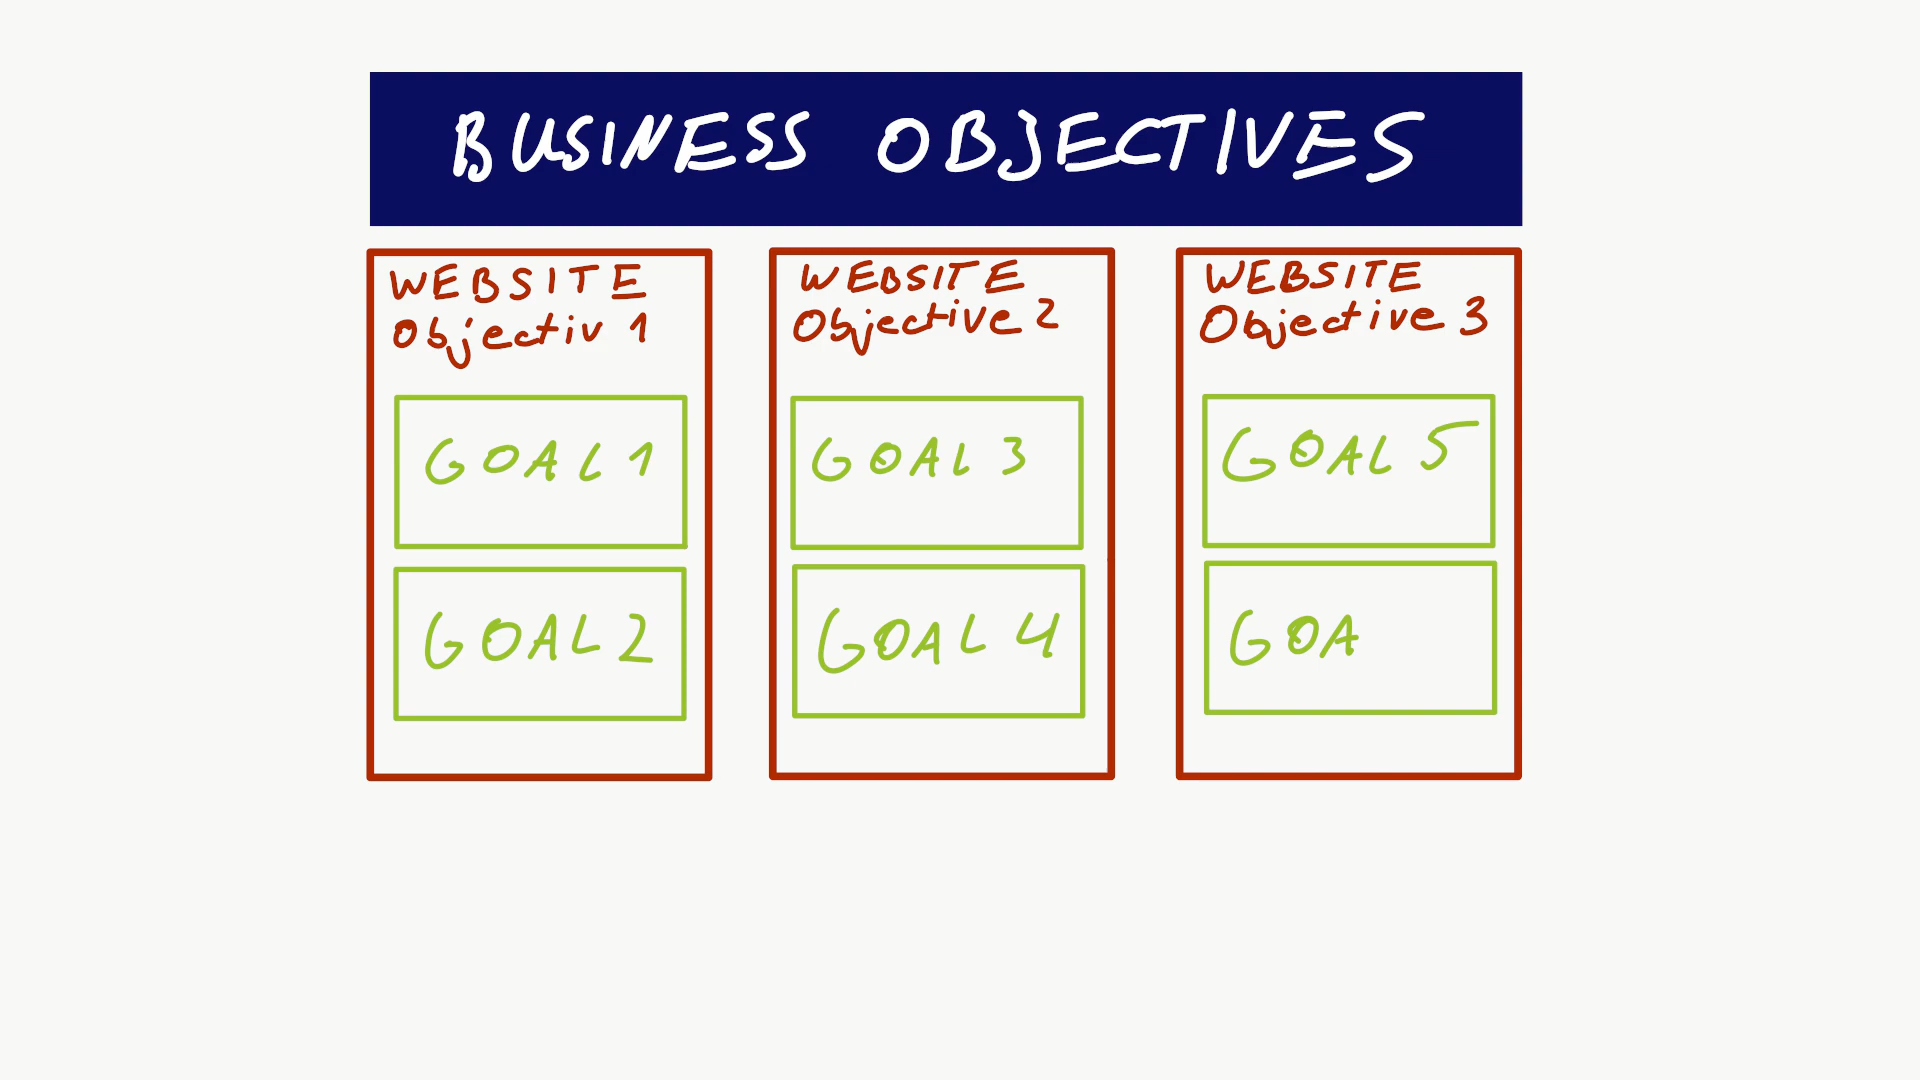 BUSINESS OBJECTIVES
WEBSITE
Objectiv 1
GOAL 1
GOAL 2
WEBSITE
Objective 2
GOAL 3
GOAL 4
WEBSITE
Objective 3
GOAL 5
GOA